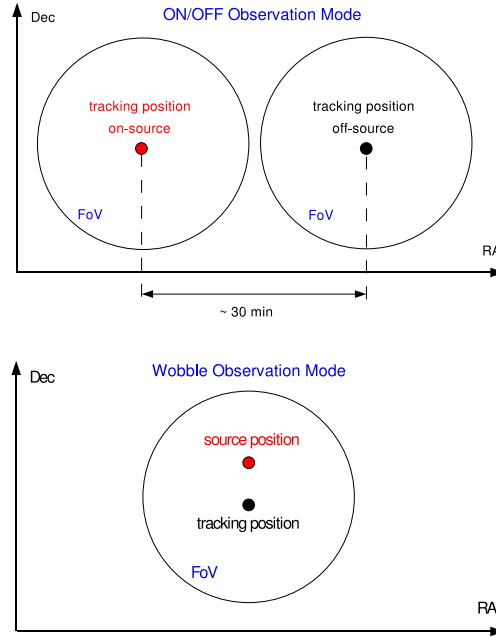 Dec
ON/OFF Observation Mode
tracking position
on-source
tracking position
off-source
FoV
FoV
RA
~ 30 min
Dec
Wobble Observation Mode
source position
tracking position
FoV
RA